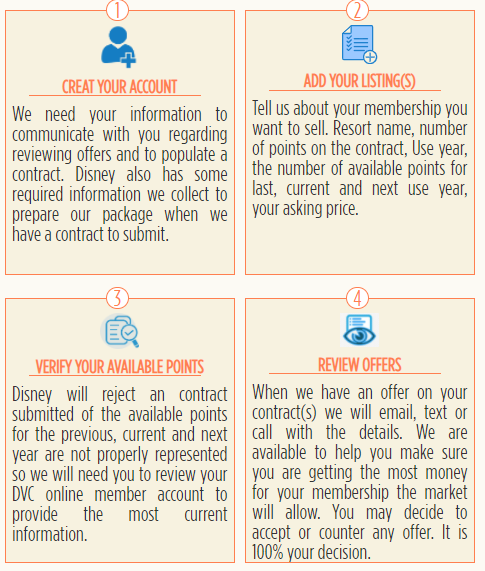 1
CREAT YOUR ACCOUNT
We need your information to
communicate with you regarding
reviewing offers and to populate a
contract. Disney also has some
required information we collect to
prepare our package when we
have a contract to submit.
2
ADD YOUR LISTING(S)
Tell us about your membership you
want to sell. Resort name, number
of points on the contract, Use year,
the number of available points for
last, current and next use year,
your asking price.
3
VERIFY YOUR AVAILABLE POINTS
Disney will reject an contract
submitted of the available points
for the previous, current and next
year are not properly represented
so we will need you to review your
DVC online member account to
provide the most current
information.
4
REVIEW OFFERS
When we have an offer on your
contract(s) we will email, text or
call with the details. We are
available to help you make sure
you are getting the most money
for your membership the market
will allow. You may decide to
accept or counter any offer. It is
100% your decision.